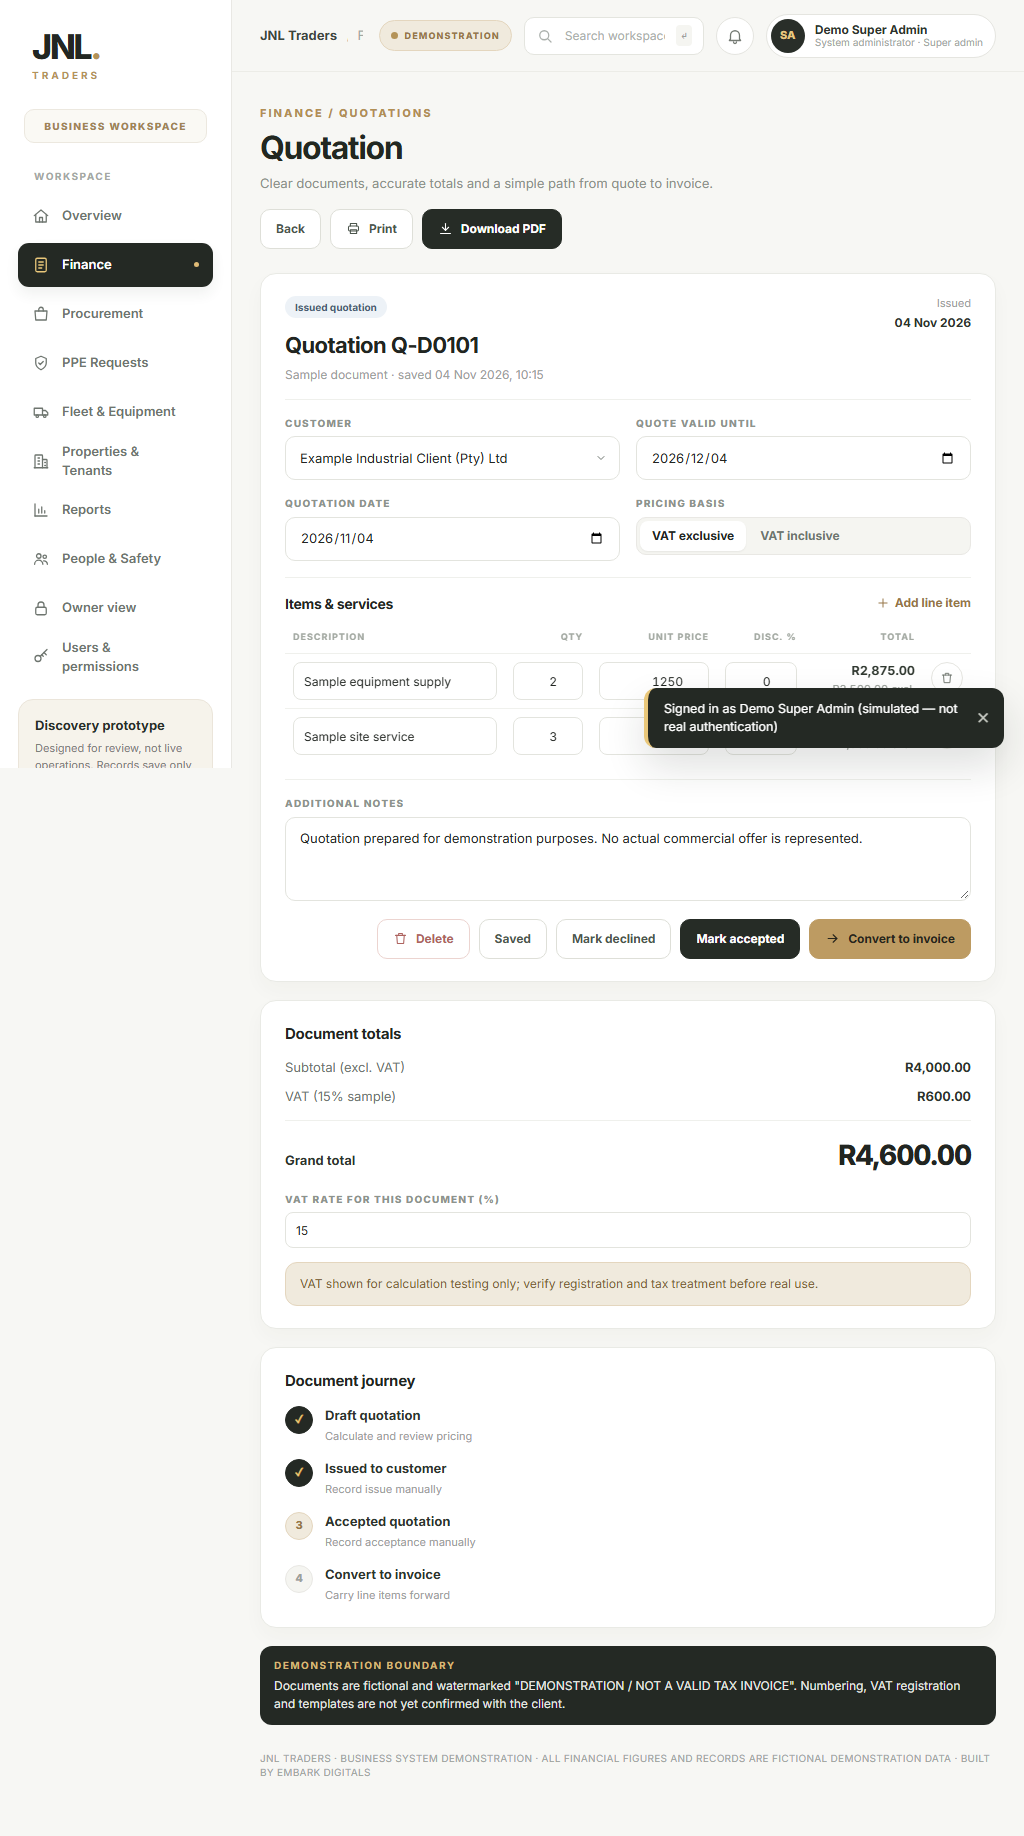 JNL.
TRADERS
BUSINESS WORKSPACE
WORKSPACE
Overview
Finance
Procurement
PPE Requests
Fleet & Equipment
Properties &
Tenants
Reports
People & Safety
Owner view
Users &
permissions
Discovery prototype
Designed for review, not live
operations. Records save only
JNL Traders
DEMONSTRATION
Search workspac
SA
Demo Super Admin
System administrator · Super admin
FINANCE / QUOTATIONS
Quotation
Clear documents, accurate totals and a simple path from quote to invoice.
Back
Print
Download PDF
Issued quotation
Issued
04 Nov 2026
Quotation Q-D0101
Sample document · saved 04 Nov 2026, 10:15
CUSTOMER
QUOTE VALID UNTIL
Example Industrial Client (Pty) Ltd
2026/12/04
QUOTATION DATE
PRICING BASIS
2026/11/04
VAT exclusive
VAT inclusive
Items & services
+ Add line item
DESCRIPTION QTY UNIT PRICE DISC. % TOTAL
Sample equipment supply 2 1250 0 R2,875.00
Sample site service 3
Signed in as Demo Super Admin (simulated — not
real authentication)
ADDITIONAL NOTES
Quotation prepared for demonstration purposes. No actual commercial offer is represented.
Delete
Saved
Mark declined
Mark accepted
→ Convert to invoice
Document totals
Subtotal (excl. VAT) R4,000.00
VAT (15% sample) R600.00
Grand total R4,600.00
VAT RATE FOR THIS DOCUMENT (%)
15
VAT shown for calculation testing only; verify registration and tax treatment before real use.
Document journey
✓ Draft quotation
Calculate and review pricing
✓ Issued to customer
Record issue manually
3 Accepted quotation
Record acceptance manually
4 Convert to invoice
Carry line items forward
DEMONSTRATION BOUNDARY
Documents are fictional and watermarked "DEMONSTRATION / NOT A VALID TAX INVOICE". Numbering, VAT registration
and templates are not yet confirmed with the client.
JNL TRADERS · BUSINESS SYSTEM DEMONSTRATION · ALL FINANCIAL FIGURES AND RECORDS ARE FICTIONAL DEMONSTRATION DATA · BUILT
BY EMBARK DIGITALS